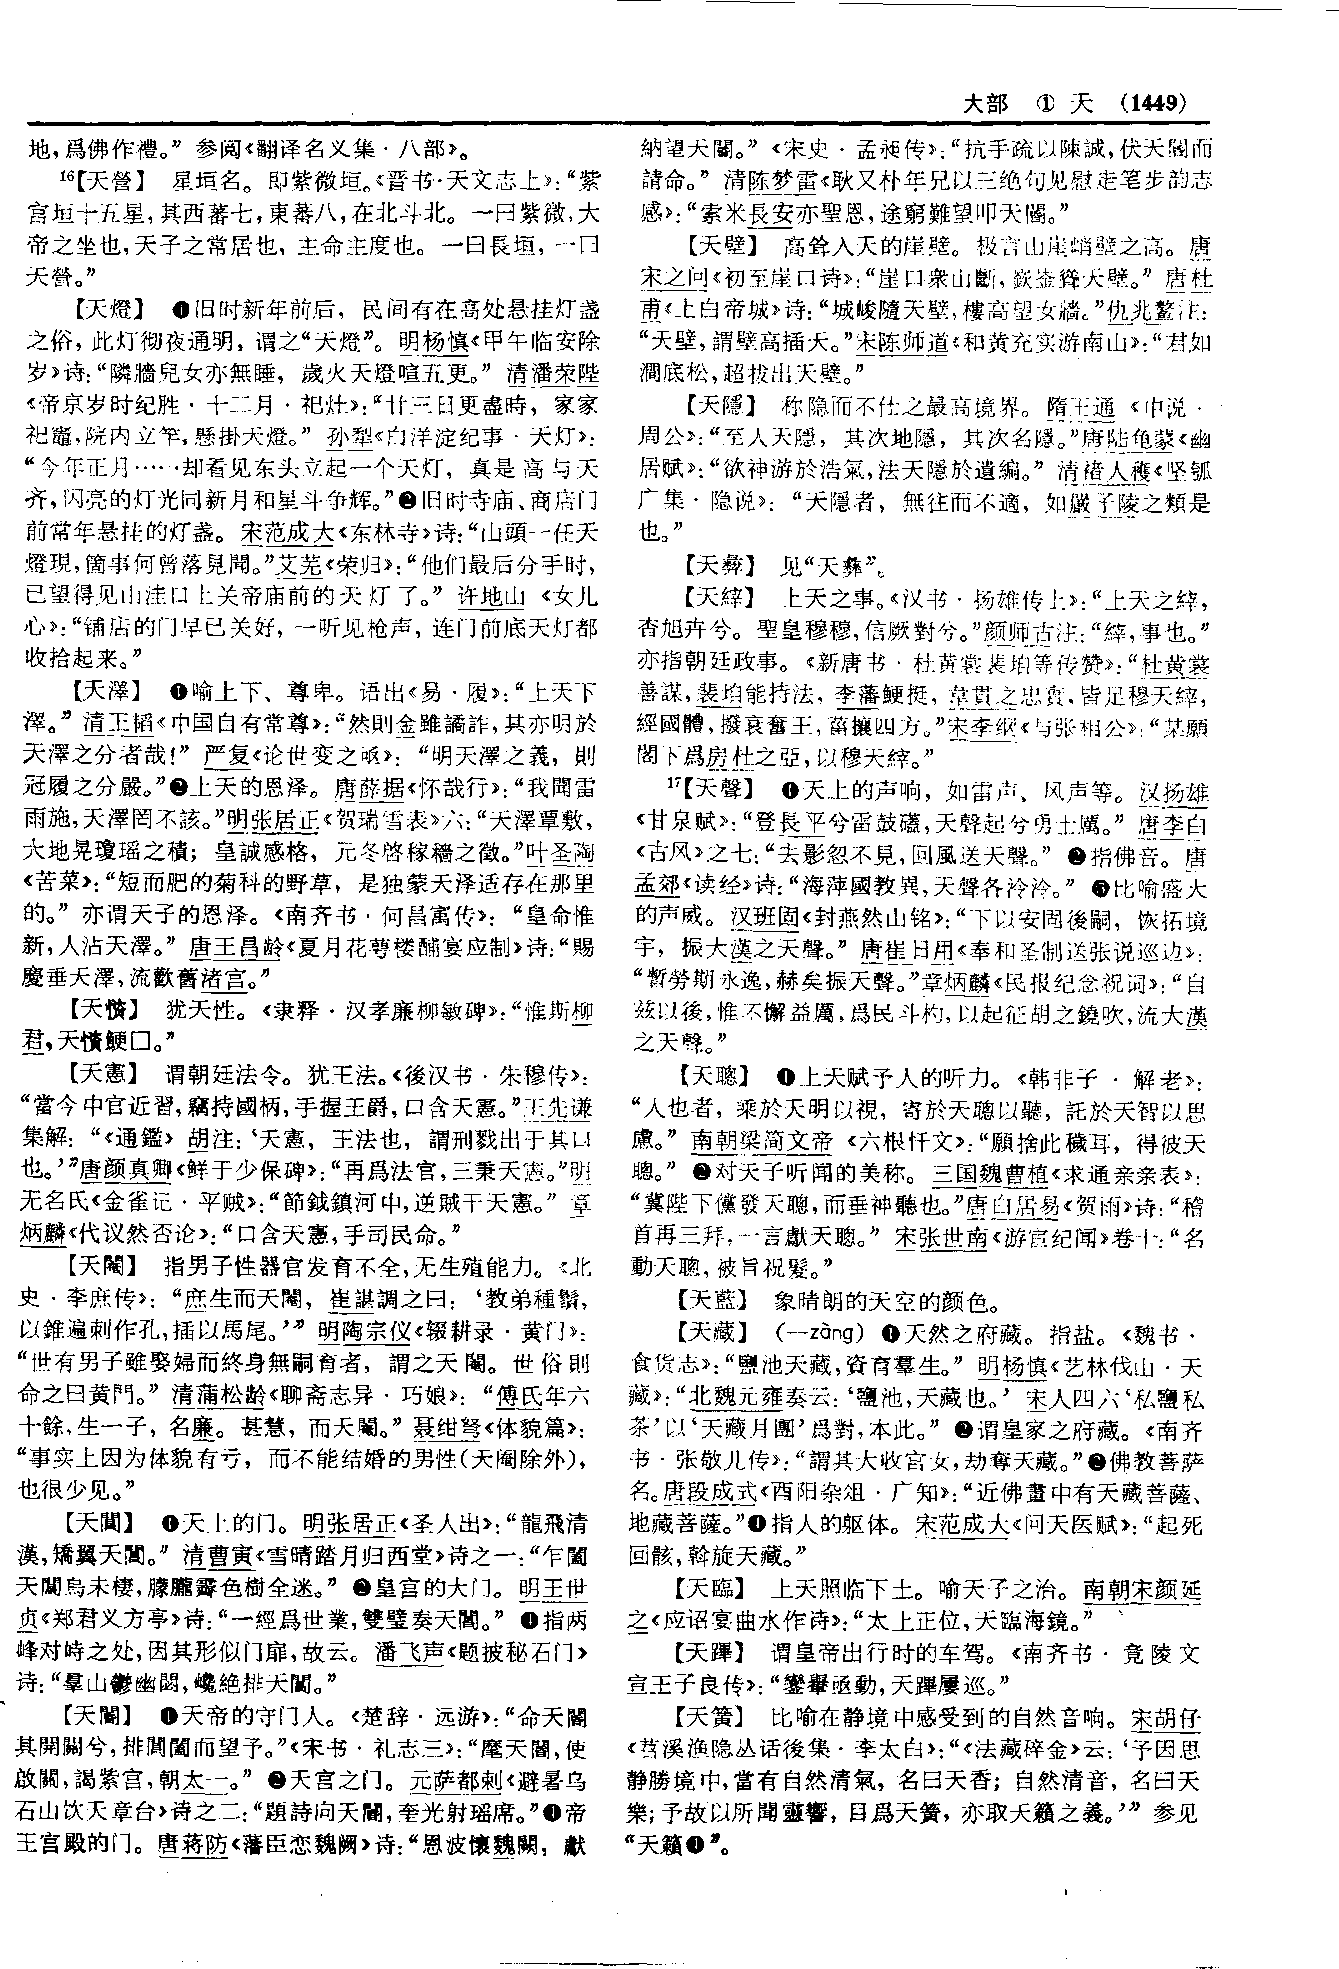 大部　①　天　(1449)
地，爲佛作禮。” 参阅《翻译名义集·八部》。
16【天營】　星垣名。即紫微垣。《晋书·天文志上》：“紫
宫垣十五星，其西蕃七，東蕃八，在北斗北。一曰紫微，大
帝之坐也，天子之常居也，主命主度也。一曰長垣，一曰
天營。”
【天燈】　❶旧时新年前后，民间有在高处悬挂灯盏
之俗，此灯彻夜通明，谓之“天燈”。明杨慎《甲午临安除
岁》诗：“隣牆兒女亦無睡，歲火天燈喧五更。” 清潘荣陛
《帝京岁时纪胜·十二月·祀灶》：“廿三日更盡時，家家
祀竈，院内立竿，懸掛天燈。” 孙犁《白洋淀纪事·天灯》：
“今年正月……却看见东头立起一个天灯，真是高与天
齐，闪亮的灯光同新月和星斗争辉。”❷旧时寺庙、商店门
前常年悬挂的灯盏。宋范成大《东林寺》诗：“山頭一任天
燈現，箇事何曾落見聞。”艾芜《荣归》：“他们最后分手时，
已望得见山洼口上关帝庙前的天灯了。” 许地山《女儿
心》：“铺店的门早已关好，一听见枪声，连门前底天灯都
收拾起来。”
【天澤】　❶喻上下、尊卑。语出《易·履》：“上天下
澤。” 清王韬《中国自有常尊》：“然則金雖譎詐，其亦明於
天澤之分者哉！” 严复《论世变之亟》：“明天澤之義，則
冠履之分嚴。”❷上天的恩泽。唐薛据《怀哉行》：“我聞雷
雨施，天澤罔不該。”明张居正《贺瑞雪表》六：“天澤覃敷，
大地晃瓊瑶之積；皇誠感格，元冬啓稼穡之徵。”叶圣陶
《苦菜》：“短而肥的菊科的野草，是独蒙天泽适存在那里
的。” 亦谓天子的恩泽。《南齐书·何昌寓传》：“皇命惟
新，人沾天澤。” 唐王昌龄《夏月花萼楼酺宴应制》诗：“賜
慶垂天澤，流歡舊渚宫。”
【天憤】　犹天性。《隶释·汉孝廉柳敏碑》：“惟斯柳
君，天憤鯁囗。”
【天憲】　谓朝廷法令。犹王法。《後汉书·朱穆传》：
“當今中官近習，竊持國柄，手握王爵，口含天憲。”王先谦
集解：“《通鑑》胡注：‘天憲，王法也，謂刑戮出于其口
也。’”唐颜真卿《鲜于少保碑》：“再爲法官，三秉天憲。”明
无名氏《金雀记·平贼》：“節鉞鎮河中，逆賊干天憲。” 章
炳麟《代议然否论》：“口含天憲，手司民命。”
【天閹】　指男子性器官发育不全，无生殖能力。《北
史·李庶传》：“庶生而天閹，崔諶調之曰：‘教弟種鬚，
以錐遍刺作孔，插以馬尾。’” 明陶宗仪《辍耕录·黄门》：
“世有男子雖娶婦而終身無嗣育者，謂之天閹。世俗則
命之曰黄門。” 清蒲松龄《聊斋志异·巧娘》：“傅氏年六
十餘，生一子，名廉。甚慧，而天閹。” 聂绀弩《体貌篇》：
“事实上因为体貌有亏，而不能结婚的男性（天阉除外），
也很少见。”
【天闔】　❶天上的门。明张居正《圣人出》：“龍飛清
漢，矯翼天闔。” 清曹寅《雪晴踏月归西堂》诗之一：“乍闔
天闔烏未棲，朦朧霽色樹全迷。” ❷皇宫的大门。明王世
贞《郑君义方亭》诗：“一經爲世業，雙璧奏天闔。” ❸指两
峰对峙之处，因其形似门扉，故云。潘飞声《题披秘石门》
诗：“羣山鬱幽閟，巉絶排天闔。”
【天閽】　❶天帝的守门人。《楚辞·远游》：“命天閽
其開關兮，排閶闔而望予。”《宋书·礼志三》：“麾天閽，使
啟關，謁紫宫，朝太一。” ❷天宫之门。元萨都剌《避暑乌
石山饮天章台》诗之二：“題詩向天閽，奎光射瑶席。”❸帝
王宫殿的门。唐蒋防《藩臣恋魏阙》诗：“恩波懷魏闕，獻
納望天閽。” 《宋史·孟昶传》：“抗手疏以陳誠，伏天閽而
請命。” 清陈梦雷《耿又朴年兄以三绝句见慰走笔步韵志
感》：“索米長安亦聖恩，途窮難望叩天閽。”
【天壁】　高耸入天的崖壁。极言山崖峭壁之高。唐
宋之问《初至崖口诗》：“崖口衆山斷，嶔崟聳天壁。” 唐杜
甫《上白帝城》诗：“城峻隨天壁，樓高望女牆。”仇兆鳌注：
“天壁，謂壁高插天。”宋陈师道《和黄充实游南山》：“君如
澗底松，超拔出天壁。”
【天隱】　称隐而不仕之最高境界。隋王通《中说·
周公》：“至人天隱，其次地隱，其次名隱。”唐陆龟蒙《幽
居赋》：“欲神游於浩氣，法天隱於遺編。” 清褚人穫《坚瓠
广集·隐说》：“天隱者，無往而不適，如嚴子陵之類是
也。”
【天彜】　见“天彝”。
【天縡】　上天之事。《汉书·扬雄传上》：“上天之縡，
杳旭卉兮。聖皇穆穆，信厥對兮。”颜师古注：“縡，事也。”
亦指朝廷政事。《新唐书·杜黄裳裴垍等传赞》：“杜黄裳
善謀，裴垍能持法，李藩鯁挺，韋貫之忠實，皆足穆天縡，
經國體，撥衰奮王，菑攘四方。”宋李纲《与张相公》：“某願
閣下爲房杜之亞，以穆天縡。”
17【天聲】　❶天上的声响，如雷声、风声等。汉扬雄
《甘泉赋》：“登長平兮雷鼓礚，天聲起兮勇士厲。” 唐李白
《古风》之七：“去影忽不見，回風送天聲。” ❷指佛音。唐
孟郊《读经》诗：“海萍國教異，天聲各泠泠。” ❸比喻盛大
的声威。汉班固《封燕然山铭》：“下以安固後嗣，恢拓境
宇，振大漢之天聲。” 唐崔日用《奉和圣制送张说巡边》：
“暫勞期永逸，赫矣振天聲。”章炳麟《民报纪念祝词》：“自
兹以後，惟不懈益厲，爲民斗杓，以起征胡之鐃吹，流大漢
之天聲。”
【天聰】　❶上天赋予人的听力。《韩非子·解老》：
“人也者，乘於天明以視，寄於天聰以聽，託於天智以思
慮。” 南朝梁简文帝《六根忏文》：“願捨此穢耳，得彼天
聰。” ❷对天子听闻的美称。三国魏曹植《求通亲亲表》：
“冀陛下儻發天聰，而垂神聽也。”唐白居易《贺雨》诗：“稽
首再三拜，一言獻天聰。” 宋张世南《游宦纪闻》卷十：“名
動天聰，被旨祝髮。”
【天藍】　象晴朗的天空的颜色。
【天藏】　（—zàng）❶天然之府藏。指盐。《魏书·
食货志》：“鹽池天藏，資育羣生。” 明杨慎《艺林伐山·天
藏》：“北魏元雍奏云：‘鹽池，天藏也。’ 宋人四六‘私鹽私
茶’以‘天藏月團’爲對，本此。” ❷谓皇家之府藏。《南齐
书·张敬儿传》：“謂其大收宫女，劫奪天藏。”❸佛教菩萨
名。唐段成式《酉阳杂俎·广知》：“近佛畫中有天藏菩薩、
地藏菩薩。”❹指人的躯体。宋范成大《问天医赋》：“起死
回骸，斡旋天藏。”
【天臨】　上天照临下土。喻天子之治。南朝宋颜延
之《应诏宴曲水作诗》：“太上正位，天臨海鏡。”
【天蹕】　谓皇帝出行时的车驾。《南齐书·竟陵文
宣王子良传》：“鑾轝亟動，天蹕屢巡。”
【天簧】　比喻在静境中感受到的自然音响。宋胡仔
《苕溪渔隐丛话後集·李太白》：“《法藏碎金》云：‘予因思
静勝境中，當有自然清氣，名曰天香；自然清音，名曰天
樂；予故以所聞靈響，目爲天簧，亦取天籟之義。’” 参见
“天籟❶”。